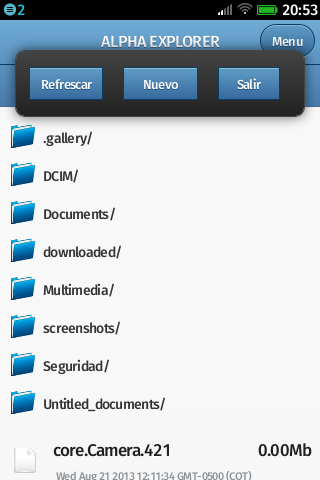 2 20:53
ALPHA EXPLORER Menu
Refrescar Nuevo Salir
.gallery/
DCIM/
Documents/
downloaded/
Multimedia/
screenshots/
Seguridad/
Untitled_documents/
core.Camera.421 0.00Mb
Wed Aug 21 2013 12:11:34 GMT-0500 (COT)